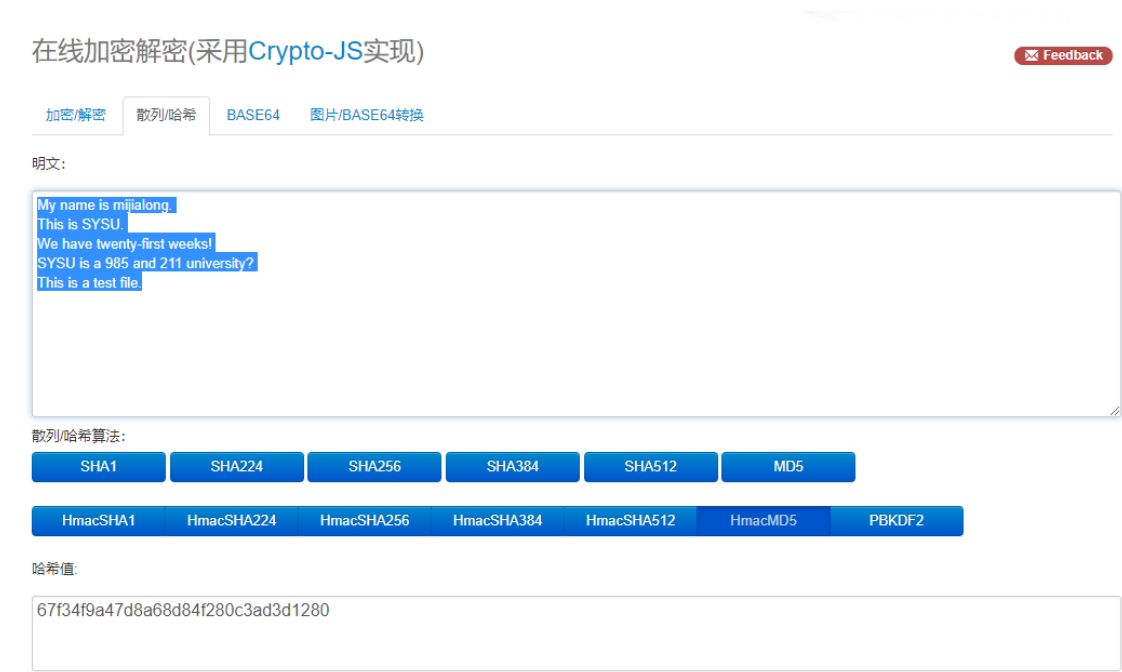 在线加密解密(采用Crypto-JS实现)
Feedback
加密/解密 散列/哈希 BASE64 图片/BASE64转换
明文:
My name is mijialong.
This is SYSU.
We have twenty-first weeks!
SYSU is a 985 and 211 university?
This is a test file.
散列/哈希算法:
SHA1 SHA224 SHA256 SHA384 SHA512 MD5
HmacSHA1 HmacSHA224 HmacSHA256 HmacSHA384 HmacSHA512 HmacMD5 PBKDF2
哈希值:
67f34f9a47d8a68d84f280c3ad3d1280